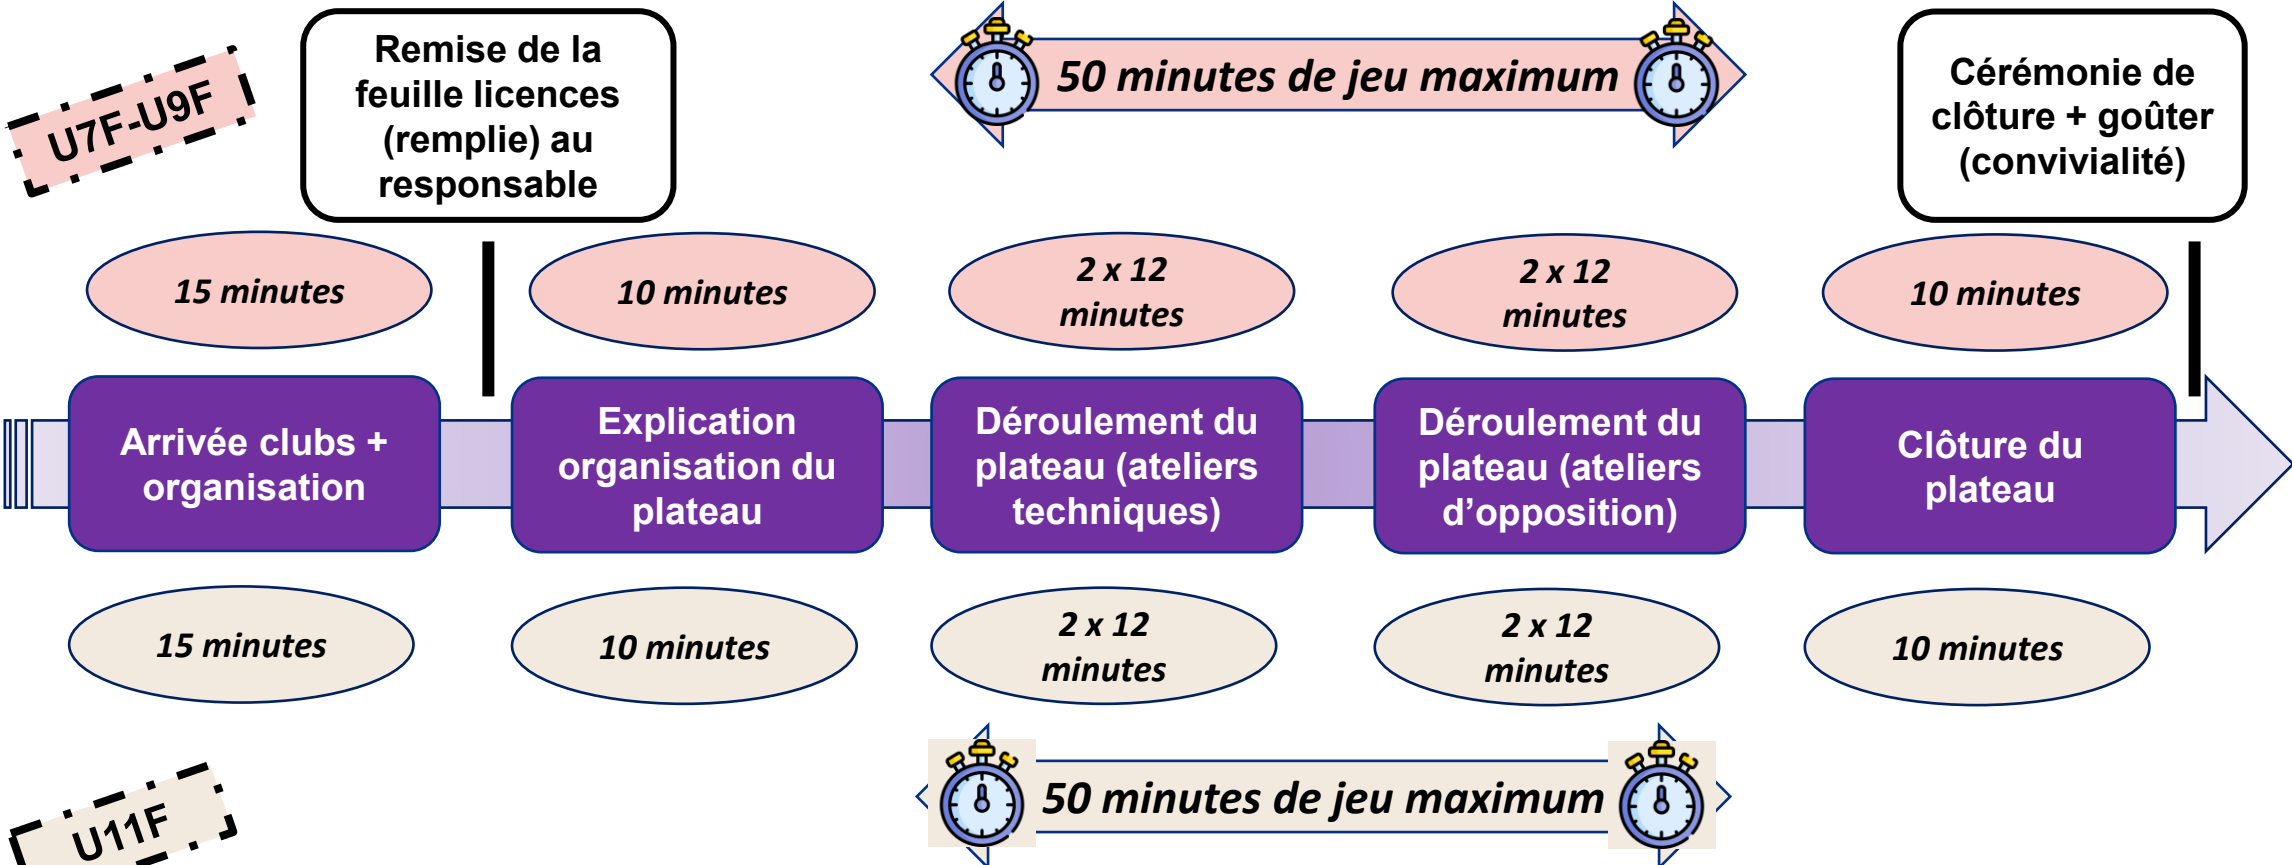 U7F-U9F
Remise de la
feuille licences
(remplie) au
responsable
50 minutes de jeu maximum
Cérémonie de
clôture + goûter
(convivialité)
15 minutes
10 minutes
2 x 12
minutes
2 x 12
minutes
10 minutes
Arrivée clubs +
organisation
Explication
organisation du
plateau
Déroulement du
plateau (ateliers
techniques)
Déroulement du
plateau (ateliers
d’opposition)
Clôture du
plateau
15 minutes
10 minutes
2 x 12
minutes
2 x 12
minutes
10 minutes
50 minutes de jeu maximum
U11F